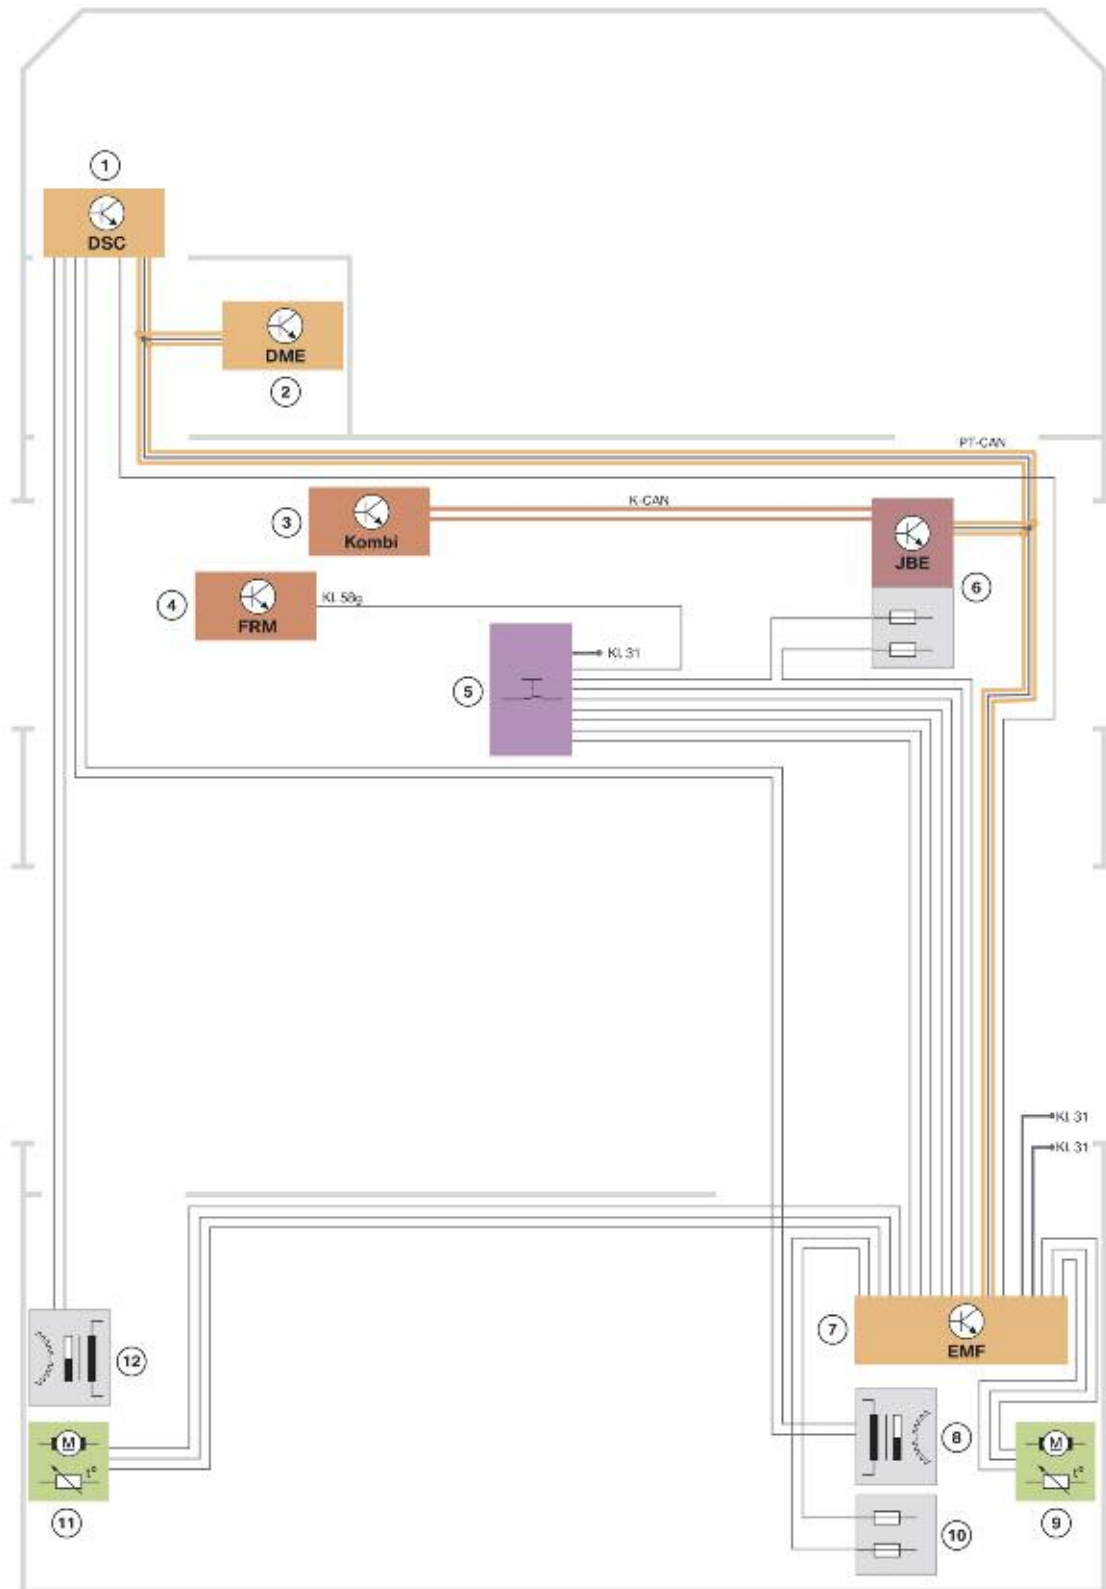 1
DSC
DME
2
PT-CAN
K-CAN
3
Kombi
JBE
6
4
FRM
Kl. 58g
Kl. 31
5
Kl. 31
Kl. 31
7
EMF
12
8
M
t°
11
M
t°
9
10